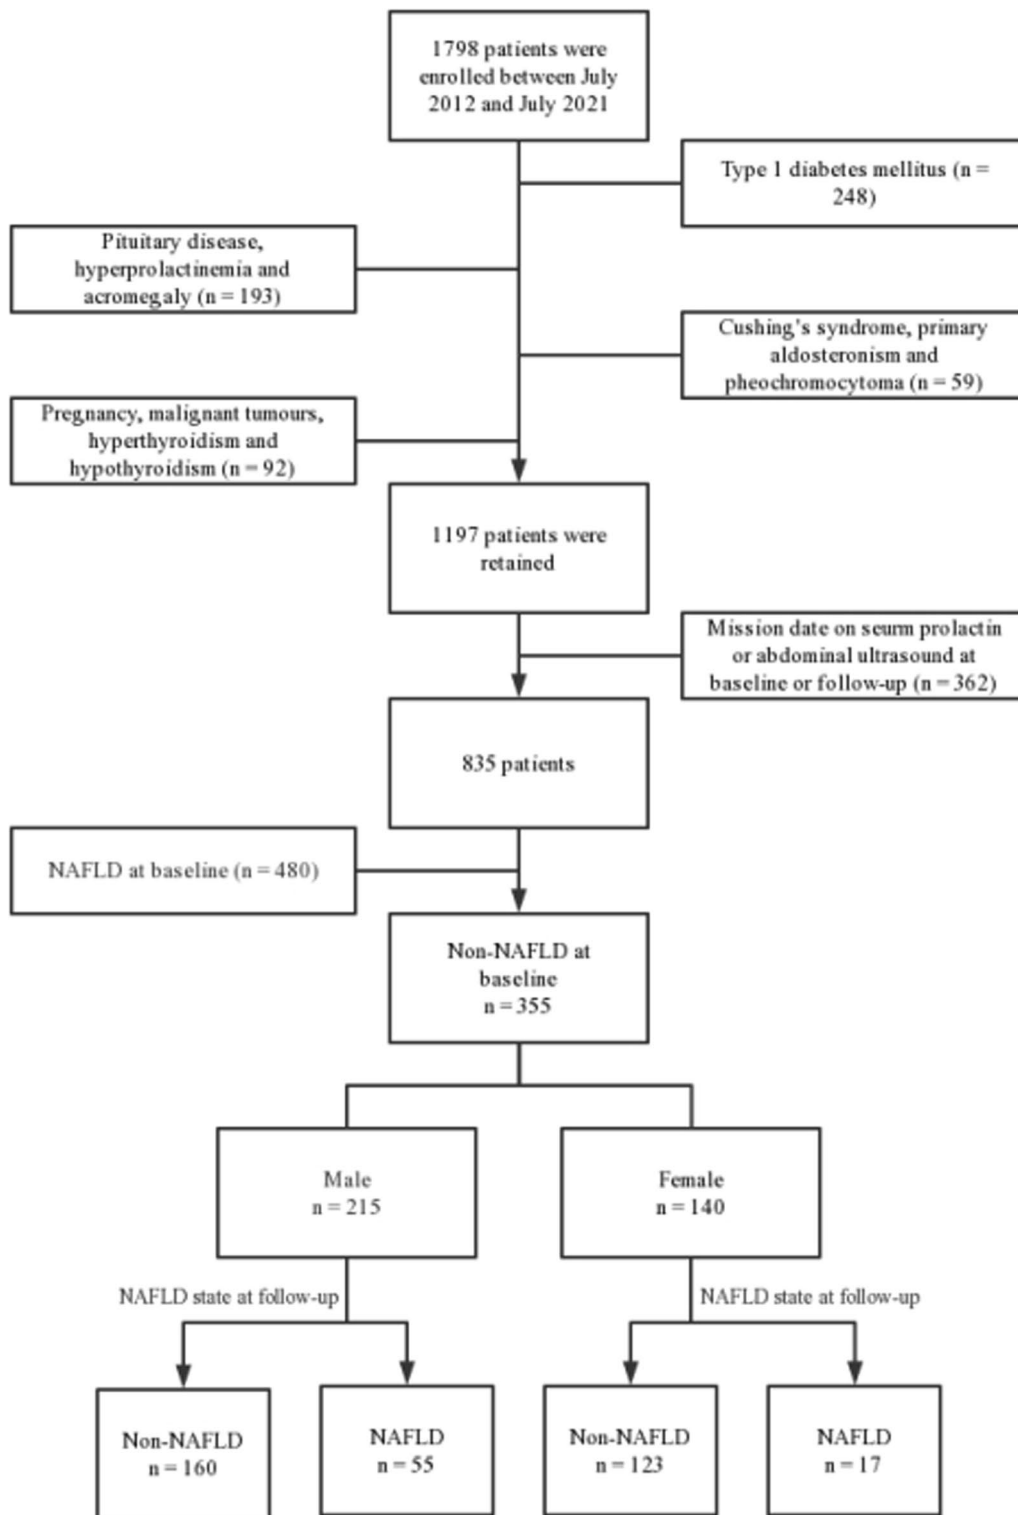 1798 patients were
enrolled between July
2012 and July 2021
Type 1 diabetes mellitus (n =
248)
Pituitary disease,
hyperprolactinemia and
acromegaly (n = 193)
Cushing's syndrome, primary
aldosteronism and
pheochromocytoma (n = 59)
Pregnancy, malignant tumours,
hyperthyroidism and
hypothyroidism (n = 92)
1197 patients were
retained
Mission date on seurm prolactin
or abdominal ultrasound at
baseline or follow-up (n = 362)
835 patients
NAFLD at baseline (n = 480)
Non-NAFLD at
baseline
n = 355
Male
n = 215
Female
n = 140
NAFLD state at follow-up
NAFLD state at follow-up
Non-NAFLD
n = 160
NAFLD
n = 55
Non-NAFLD
n = 123
NAFLD
n = 17